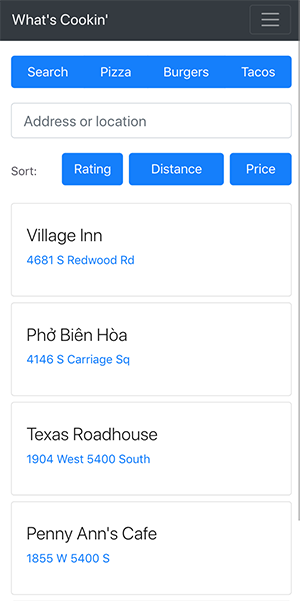 What's Cookin'
Search Pizza Burgers Tacos
Address or location
Sort: Rating Distance Price
Village Inn
4681 S Redwood Rd
Phở Biên Hòa
4146 S Carriage Sq
Texas Roadhouse
1904 West 5400 South
Penny Ann's Cafe
1855 W 5400 S